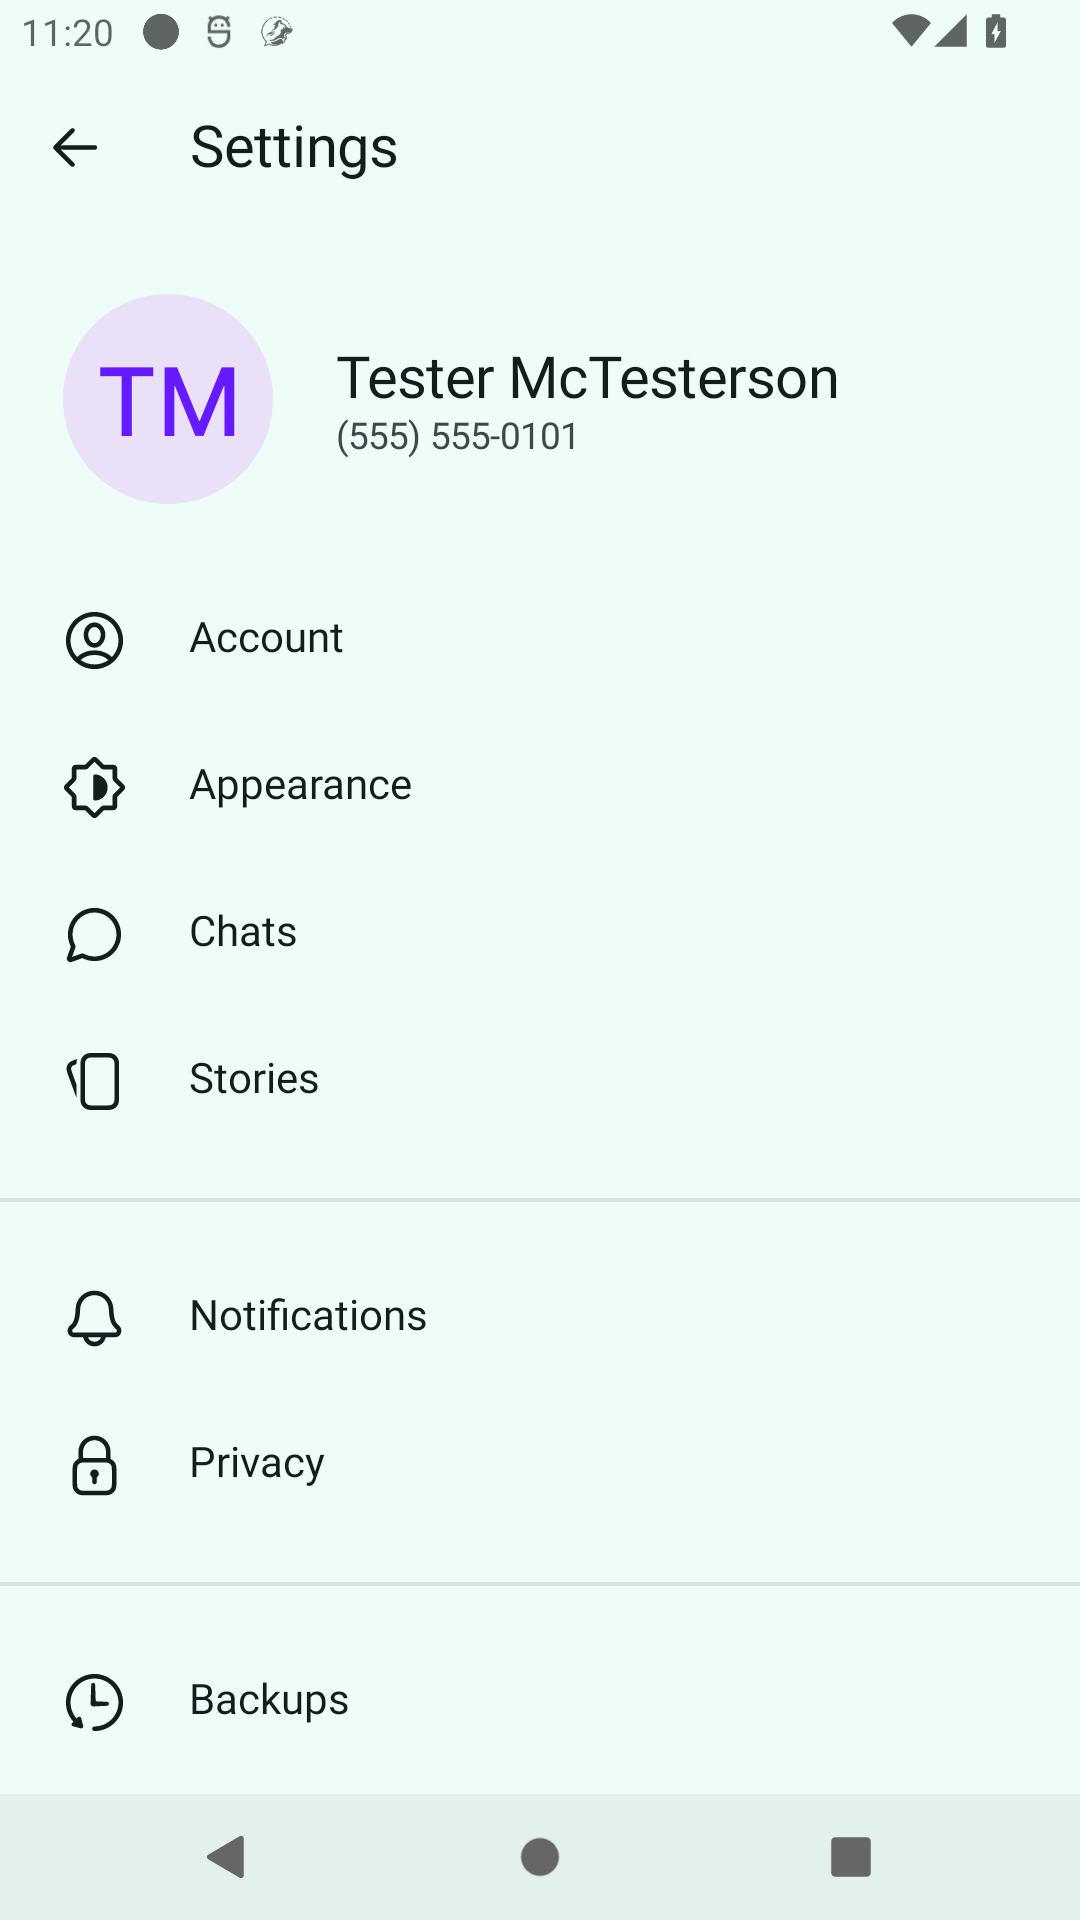 11:20
Settings
TM
Tester McTesterson
(555) 555-0101
Account
Appearance
Chats
Stories
Notifications
Privacy
Backups